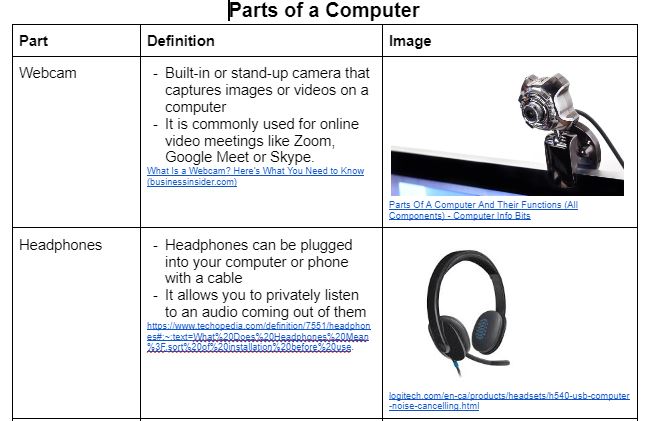 Parts of a Computer
Part
Definition
Image
Webcam
- Built-in or stand-up camera that
captures images or videos on a
computer
- It is commonly used for online
video meetings like Zoom,
Google Meet or Skype.
What Is a Webcam? Here's What You Need to Know
(businessinsider.com)
Parts Of A Computer And Their Functions (All
Components) - Computer Info Bits
Headphones
- Headphones can be plugged
into your computer or phone
with a cable
- It allows you to privately listen
to an audio coming out of them
https://www.techopedia.com/definition/7551/headphon
es#:~:text=What%20Does%20Headphones%20Mean
%3F,sort%20of%20installation%20before%20use.
logitech.com/en-ca/products/headsets/h540-usb-computer
-noise-cancelling.html